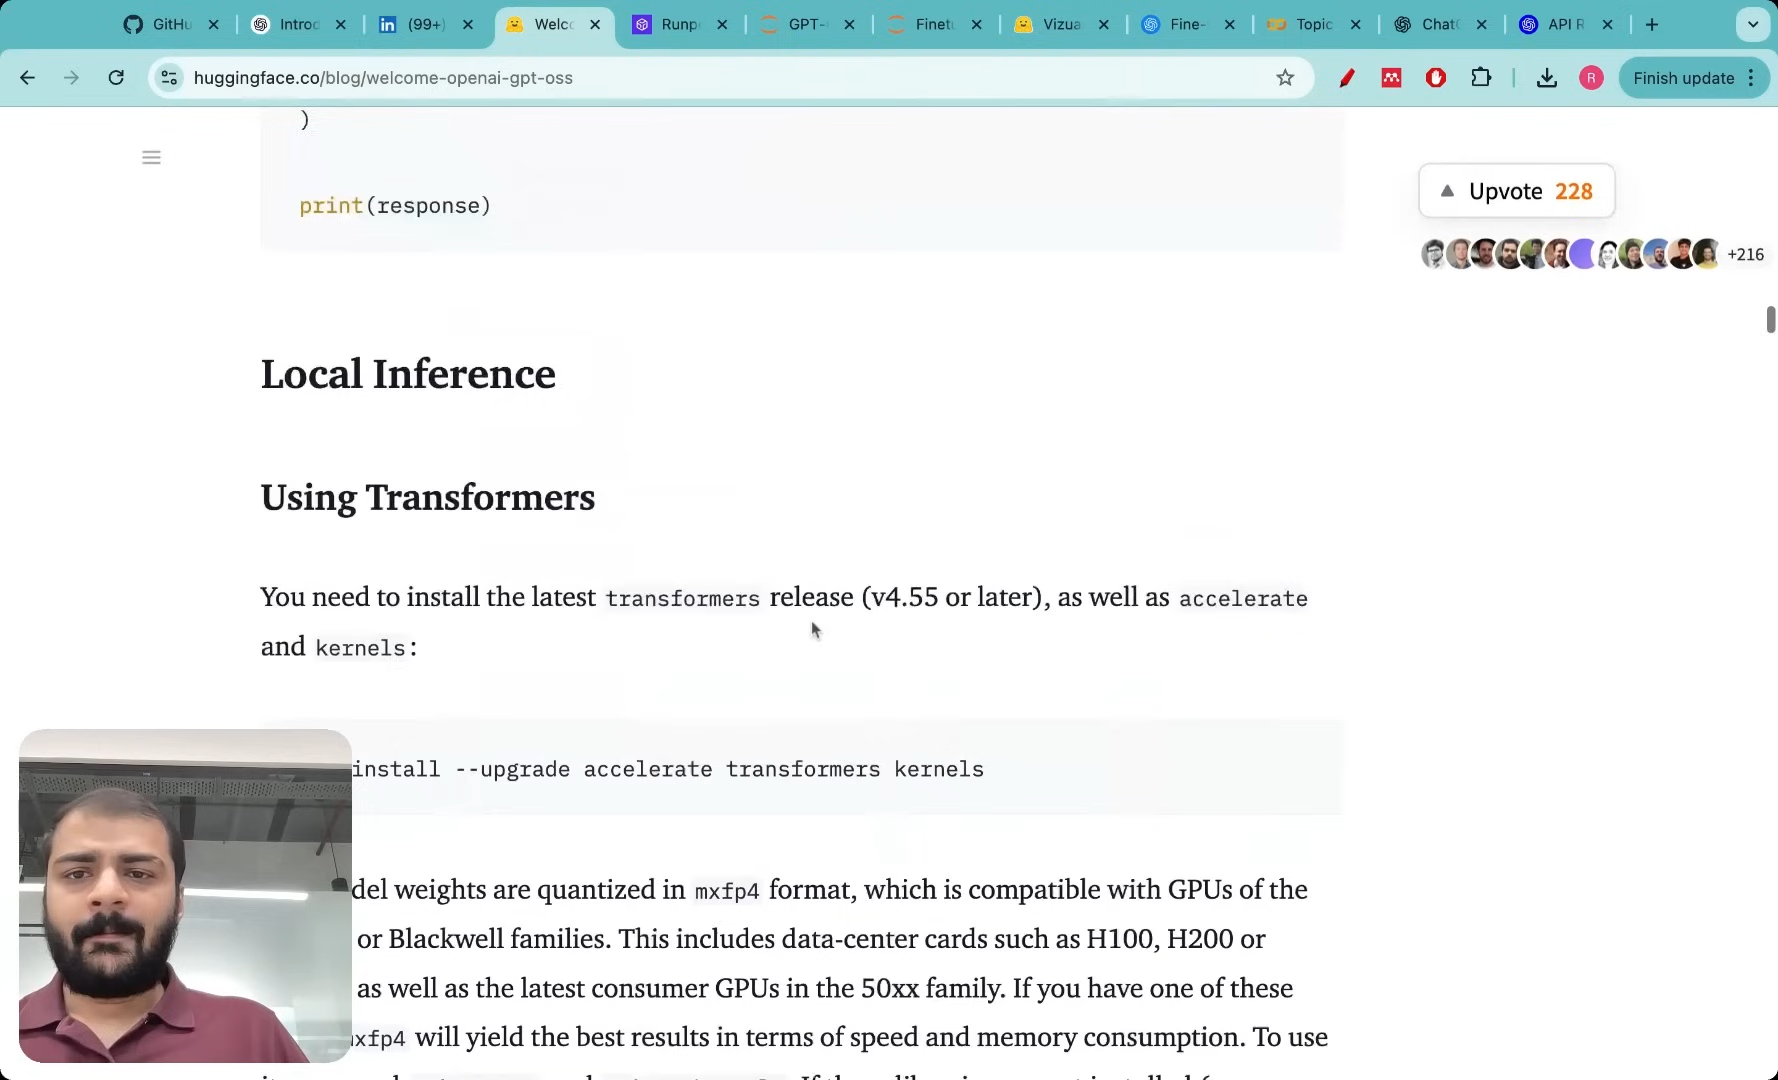 GitHu
Introc
(99+)
Welco
Runp
GPT-
Finetu
Vizua
Fine-
Topic
Chat
API R
huggingface.co/blog/welcome-openai-gpt-oss
R
Finish update
)
print(response)
Upvote 228
+216
Local Inference
Using Transformers
You need to install the latest transformers release (v4.55 or later), as well as accelerate
and kernels:
install --upgrade accelerate transformers kernels
del weights are quantized in mxfp4 format, which is compatible with GPUs of the
or Blackwell families. This includes data-center cards such as H100, H200 or
as well as the latest consumer GPUs in the 50xx family. If you have one of these
xfp4 will yield the best results in terms of speed and memory consumption. To use